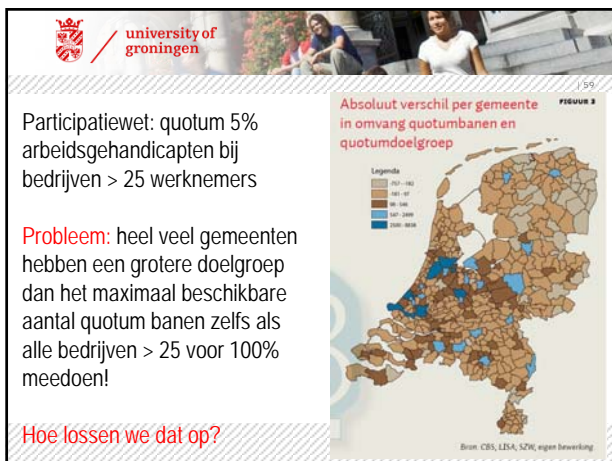 university of
groningen
| 59
Participatiewet: quotum 5%
arbeidsgehandicapten bij
bedrijven > 25 werknemers
Probleem: heel veel gemeenten
hebben een grotere doelgroep
dan het maximaal beschikbare
aantal quotum banen zelfs als
alle bedrijven > 25 voor 100%
meedoen!
Hoe lossen we dat op?
Absoluut verschil per gemeente
in omvang quotumbanen en
quotumdoelgroep
FIGUUR 3
Legenda
Bron: CBS, LISA, SZW, eigen bewerking